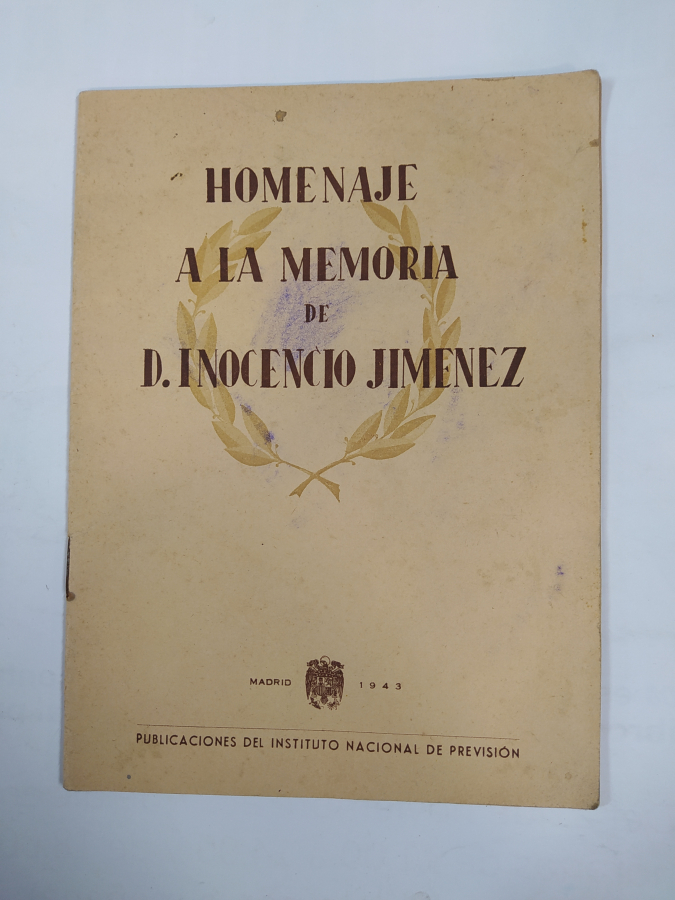 HOMENAJE
A LA MEMORIA
DE
D. INOCENCIO JIMENEZ
MADRID 1943
PUBLICACIONES DEL INSTITUTO NACIONAL DE PREVISIÓN